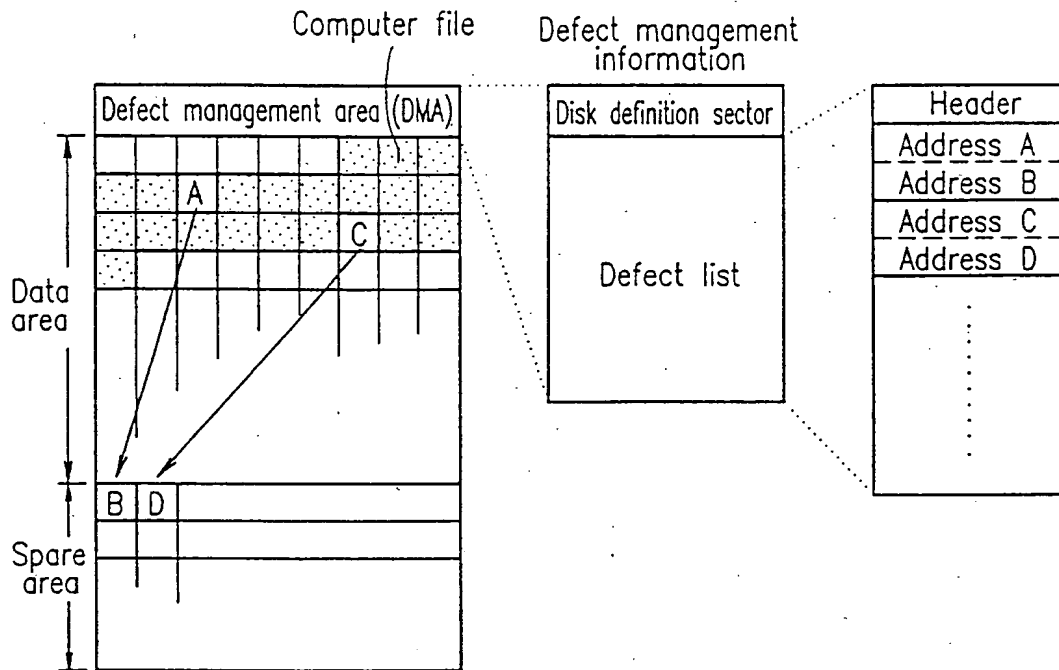 Computer file
Defect management
information
Defect management area (DMA)
Disk definition sector
Header
Address A
Address B
Address C
Address D
A
C
Defect list
Data
area
B D
Spare
area